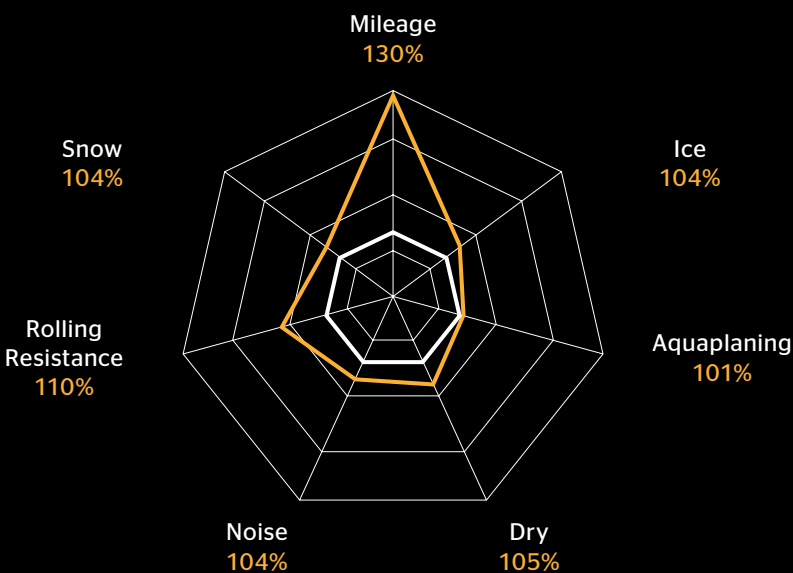 Mileage
130%
Snow
104%
Ice
104%
Rolling
Resistance
110%
Aquaplaning
101%
Noise
104%
Dry
105%